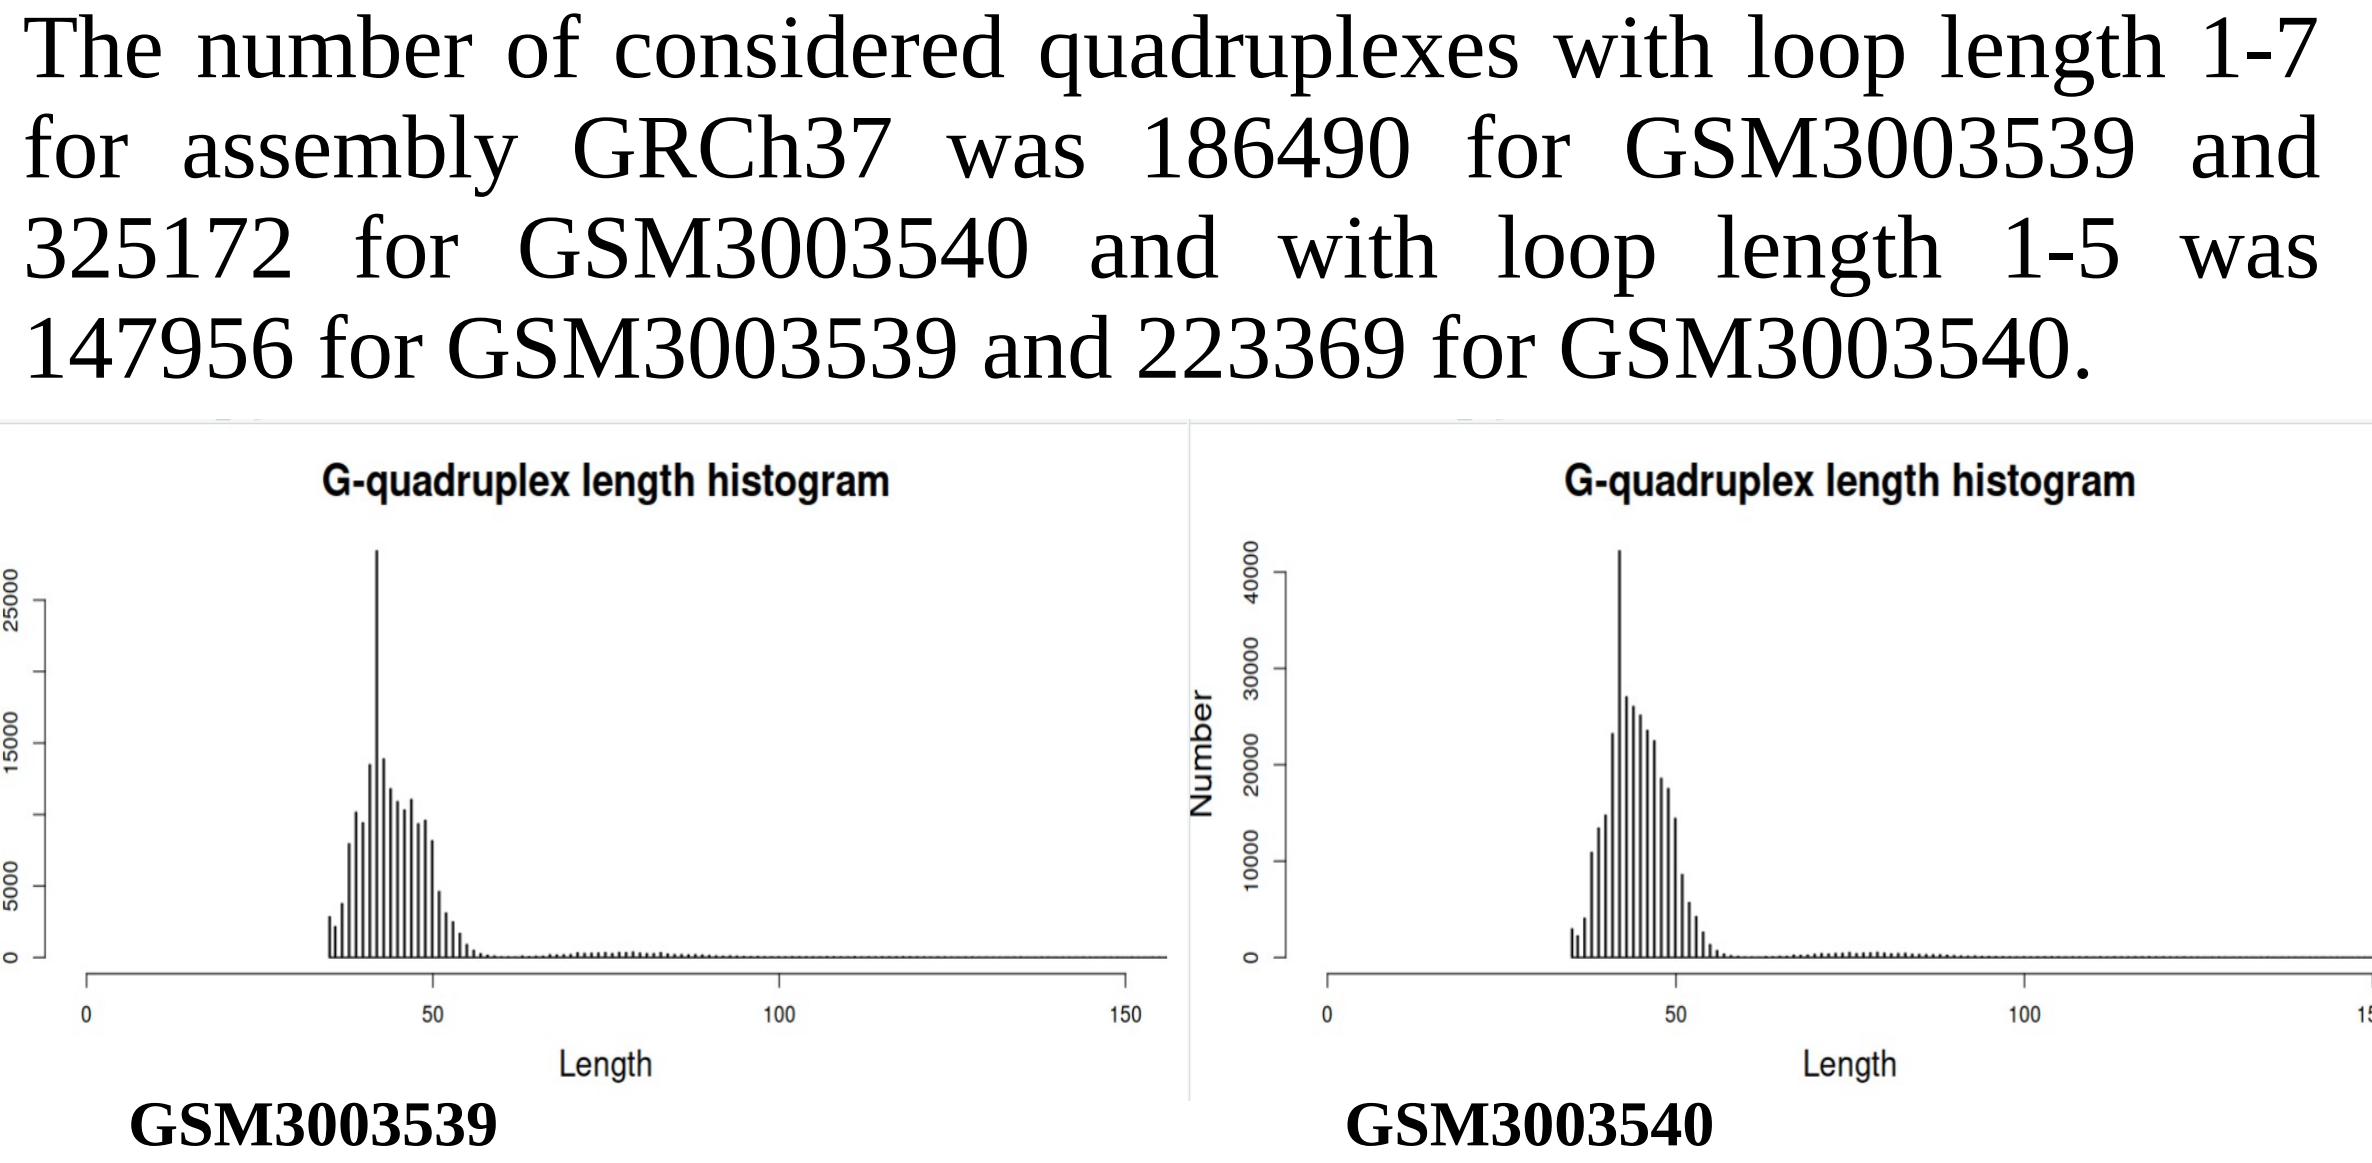 The number of considered quadruplexes with loop length 1-7
for assembly GRCh37 was 186490 for GSM3003539 and
325172 for GSM3003540 and with loop length 1-5 was
147956 for GSM3003539 and 223369 for GSM3003540.
G-quadruplex length histogram
25000
15000
5000
0
0 50 100 150
Length
GSM3003539
G-quadruplex length histogram
Number
40000
30000
20000
10000
0
0 50 100
Length
GSM3003540